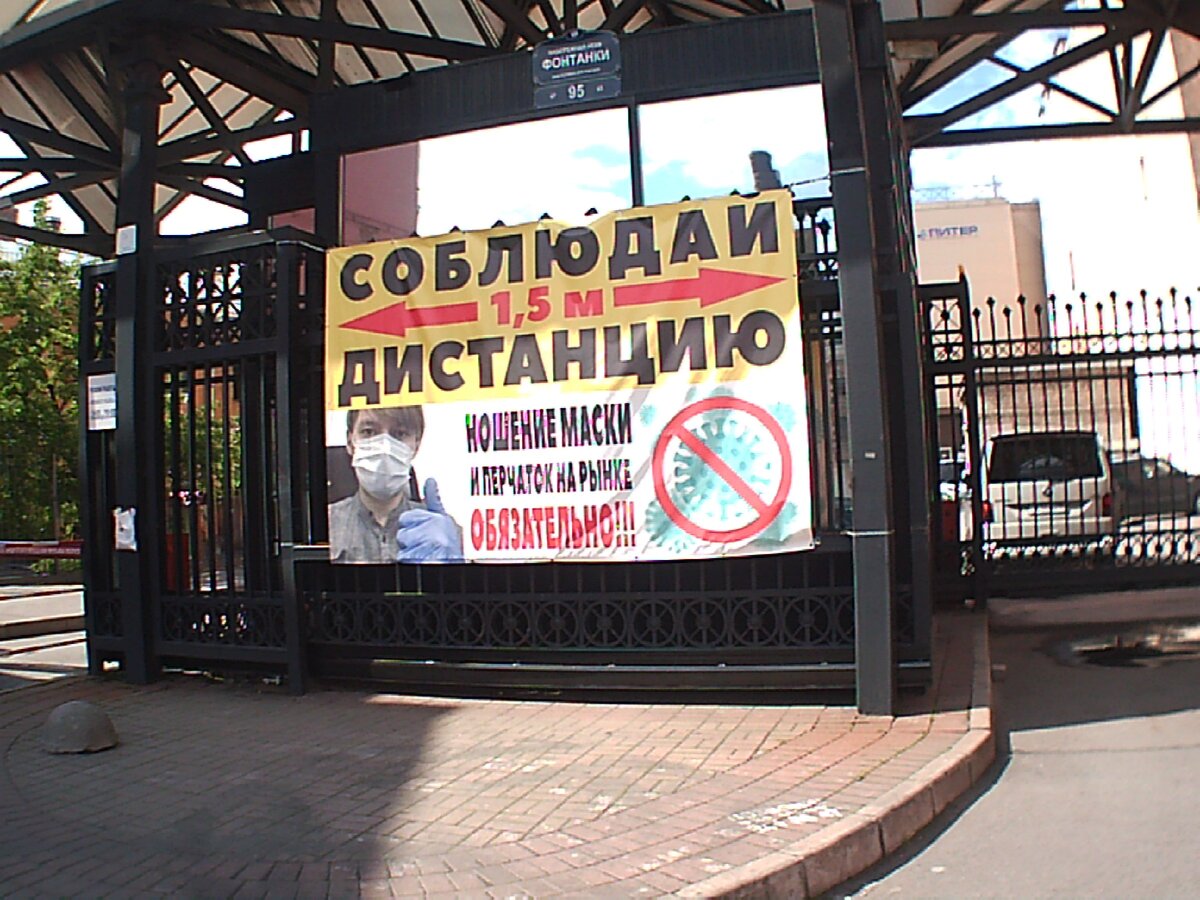 ФОНТАНКИ
95
СОБЛЮДАЙ
1,5 м
ДИСТАНЦИЮ
НОШЕНИЕ МАСКИ
И ПЕРЧАТОК НА РЫНКЕ
ОБЯЗАТЕЛЬНО!!!
ПИТЕР